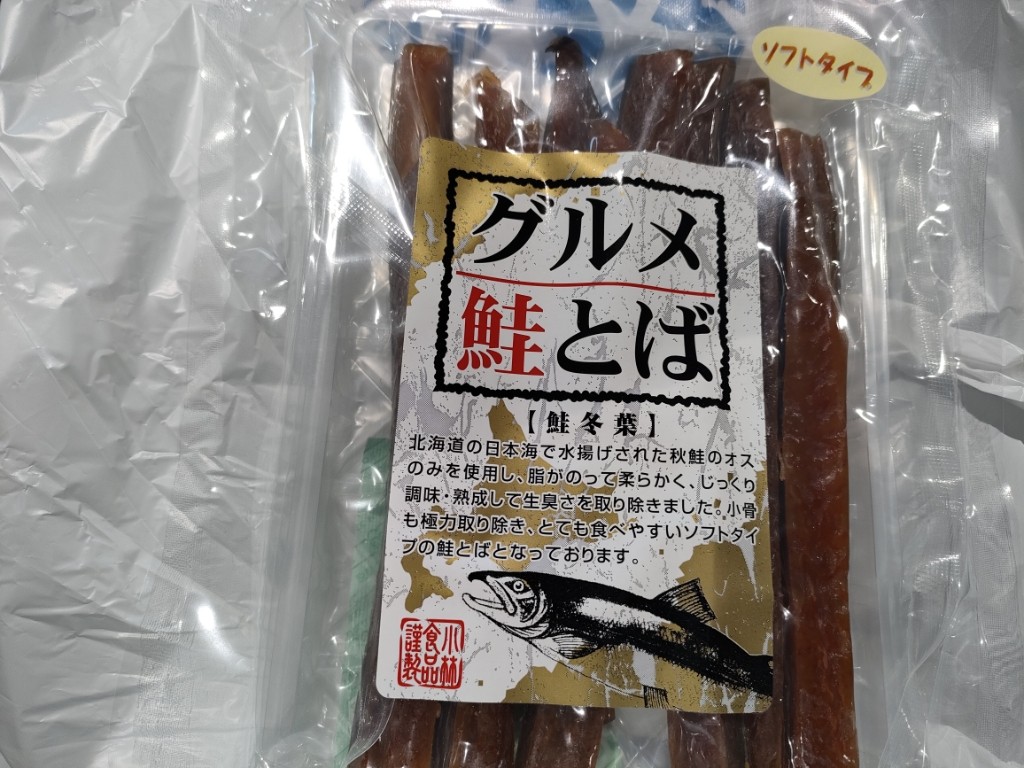 ソフトタイプ
グルメ
鮭とば
【鮭冬葉】
北海道の日本海で水揚げされた秋鮭のオス
のみを使用し、脂がのって柔らかく、じっくり
調味・熟成して生臭さを取り除きました。小骨
も極力取り除き、とても食べやすいソフトタイ
プの鮭とばとなっております。
小林
食品
謹製